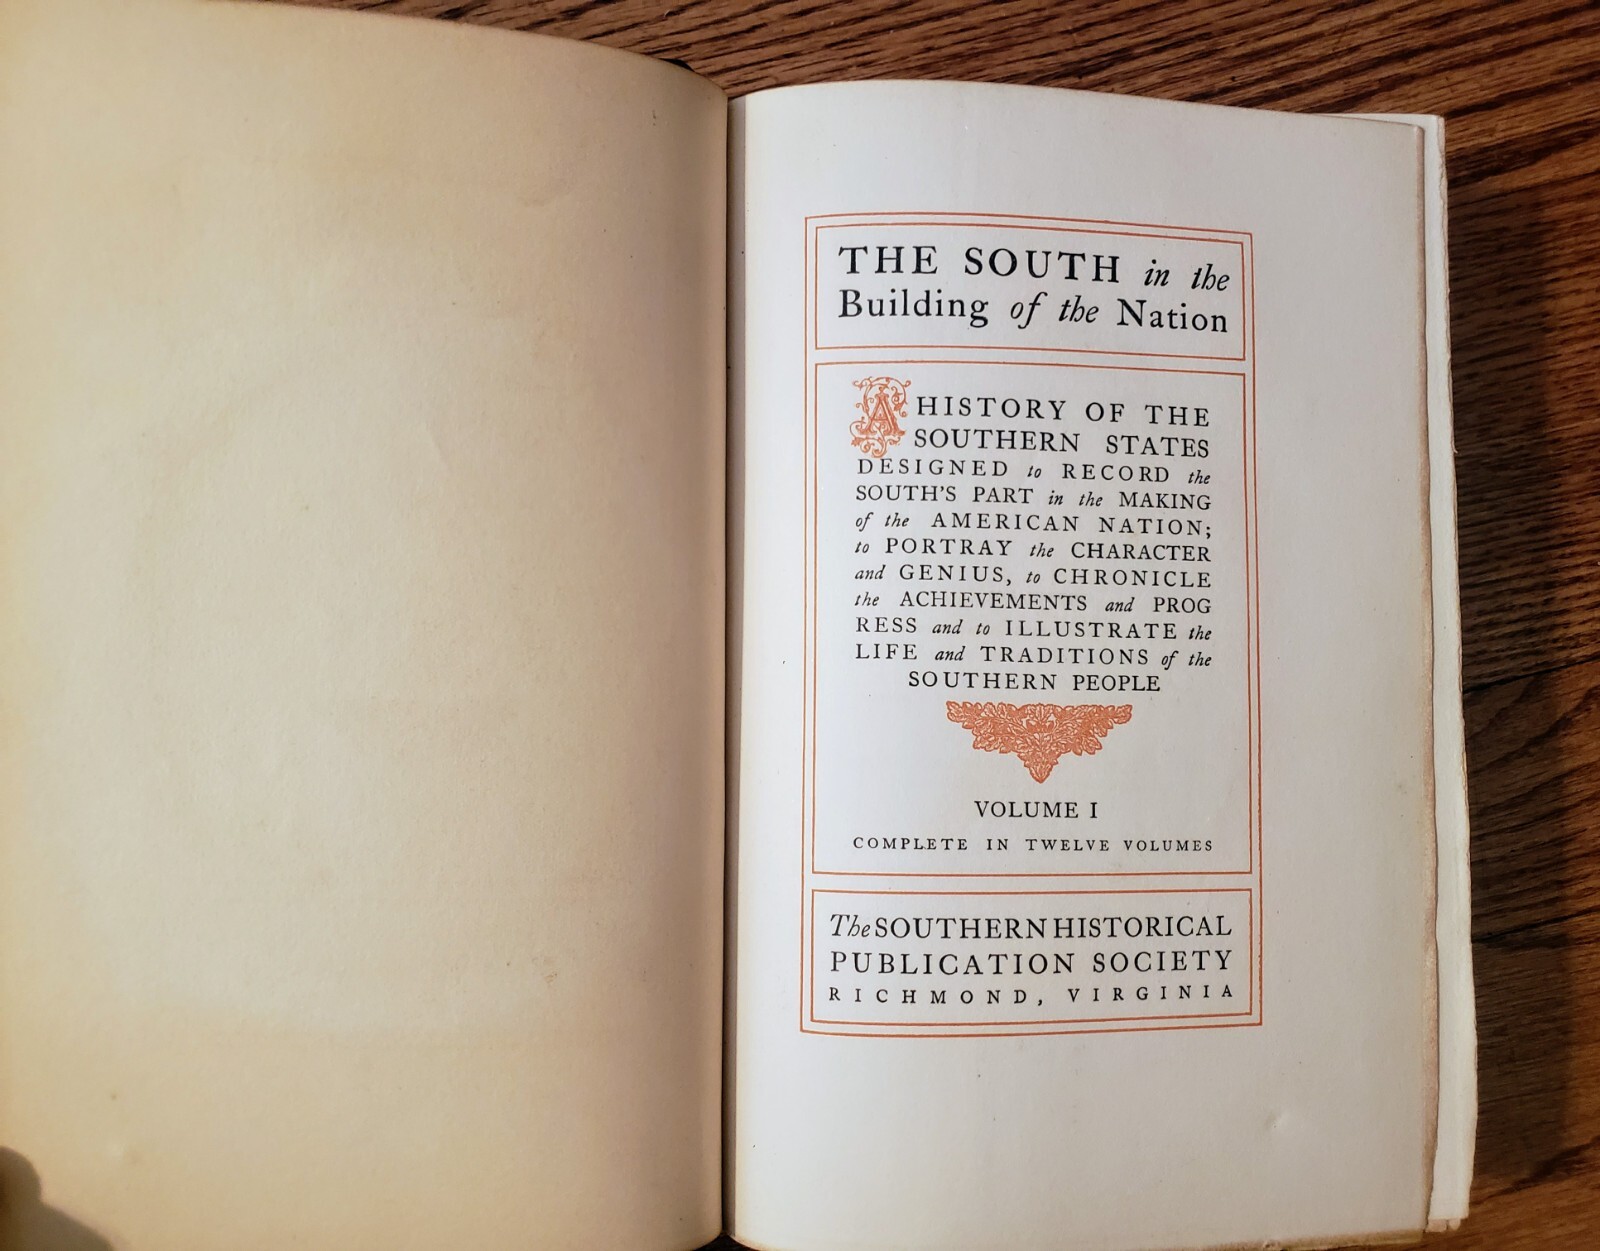 THE SOUTH in the
Building of the Nation
A HISTORY OF THE
SOUTHERN STATES
DESIGNED to RECORD the
SOUTH'S PART in the MAKING
of the AMERICAN NATION;
to PORTRAY the CHARACTER
and GENIUS, to CHRONICLE
the ACHIEVEMENTS and PROG
RESS and to ILLUSTRATE the
LIFE and TRADITIONS of the
SOUTHERN PEOPLE
VOLUME I
COMPLETE IN TWELVE VOLUMES
The SOUTHERN HISTORICAL
PUBLICATION SOCIETY
RICHMOND, VIRGINIA